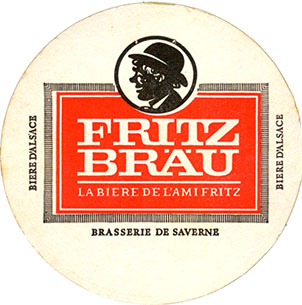 FRITZ
BRÄU
LA BIERE DE L'AMI FRITZ
BIERE D'ALSACE
BIERE D'ALSACE
BRASSERIE DE SAVERNE